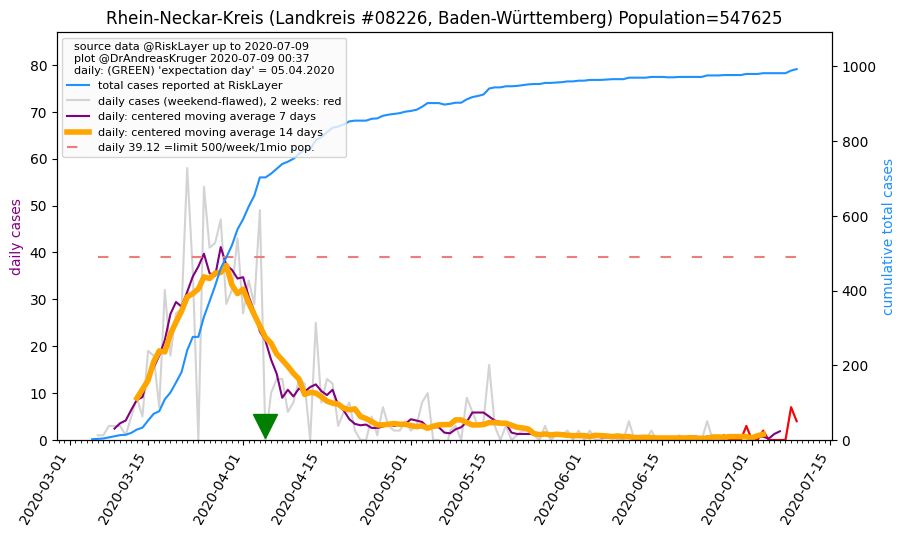 Rhein-Neckar-Kreis (Landkreis #08226, Baden-Württemberg) Population=547625
source data @RiskLayer up to 2020-07-09
plot @DrAndreasKruger 2020-07-09 00:37
daily: (GREEN) 'expectation day' = 05.04.2020
total cases reported at RiskLayer
daily cases (weekend-flawed), 2 weeks: red
daily: centered moving average 7 days
daily: centered moving average 14 days
daily 39.12 =limit 500/week/1mio pop.
daily cases
80
70
60
50
40
30
20
10
0
cumulative total cases
1000
800
600
400
200
0
2020-03-01
2020-03-15
2020-04-01
2020-04-15
2020-05-01
2020-05-15
2020-06-01
2020-06-15
2020-07-01
2020-07-15